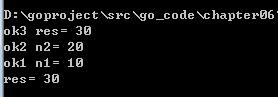 D:\goproject\src\go_code\chapter06
ok3 res= 30
ok2 n2= 20
ok1 n1= 10
res= 30